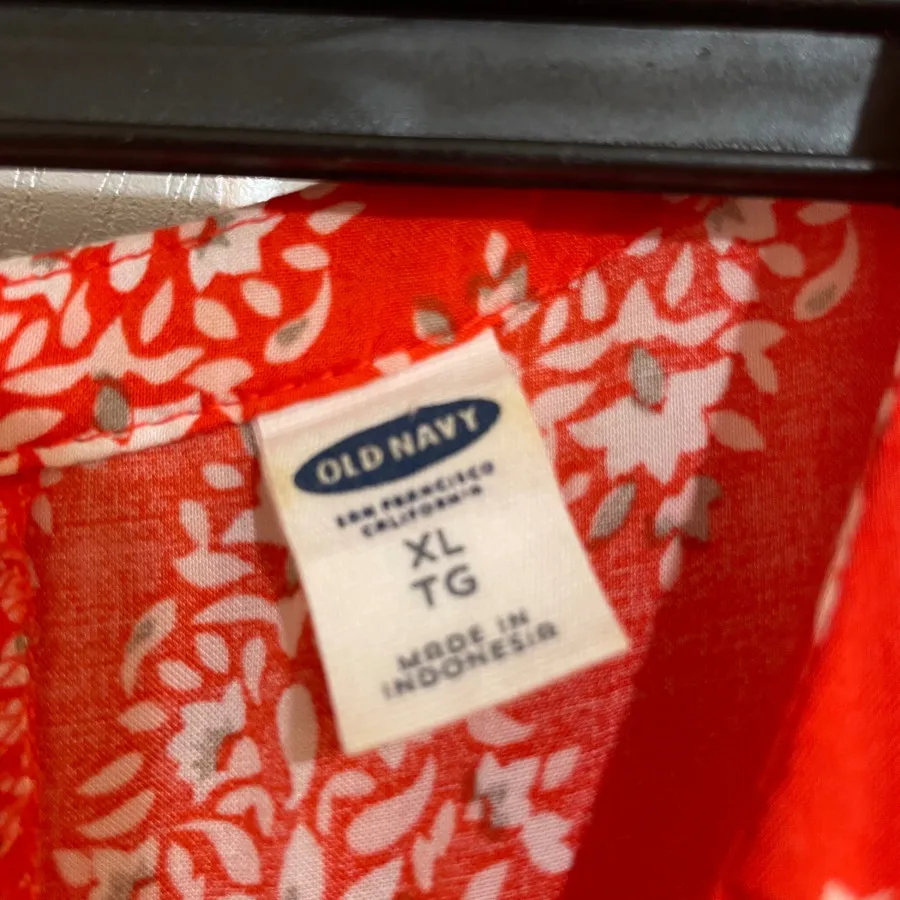 OLD NAVY
SAN FRANCISCO
CALIFORNIA
XL
TG
MADE IN
INDONESIA